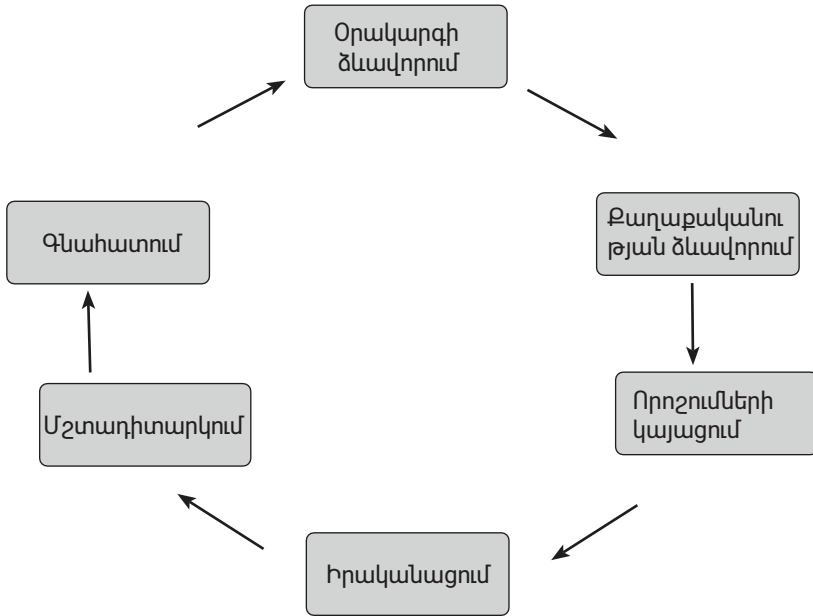 Օրակարգի
ձևավորում
Քաղաքականու
թյան ձևավորում
Որոշումների
կայացում
Իրականացում
Մշտադիտարկում
Գնահատում